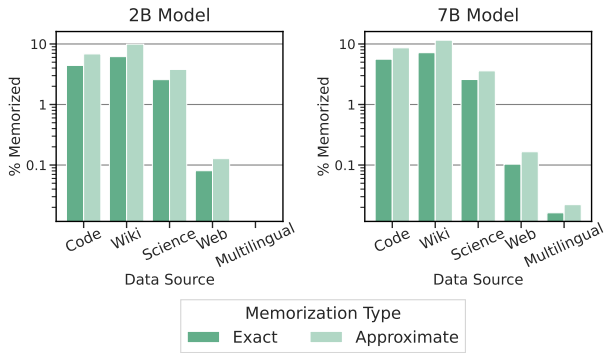 2B Model
% Memorized
10
1
0.1
Code Wiki Science Web Multilingual
Data Source
7B Model
% Memorized
10
1
0.1
Code Wiki Science Web Multilingual
Data Source
Memorization Type
Exact Approximate